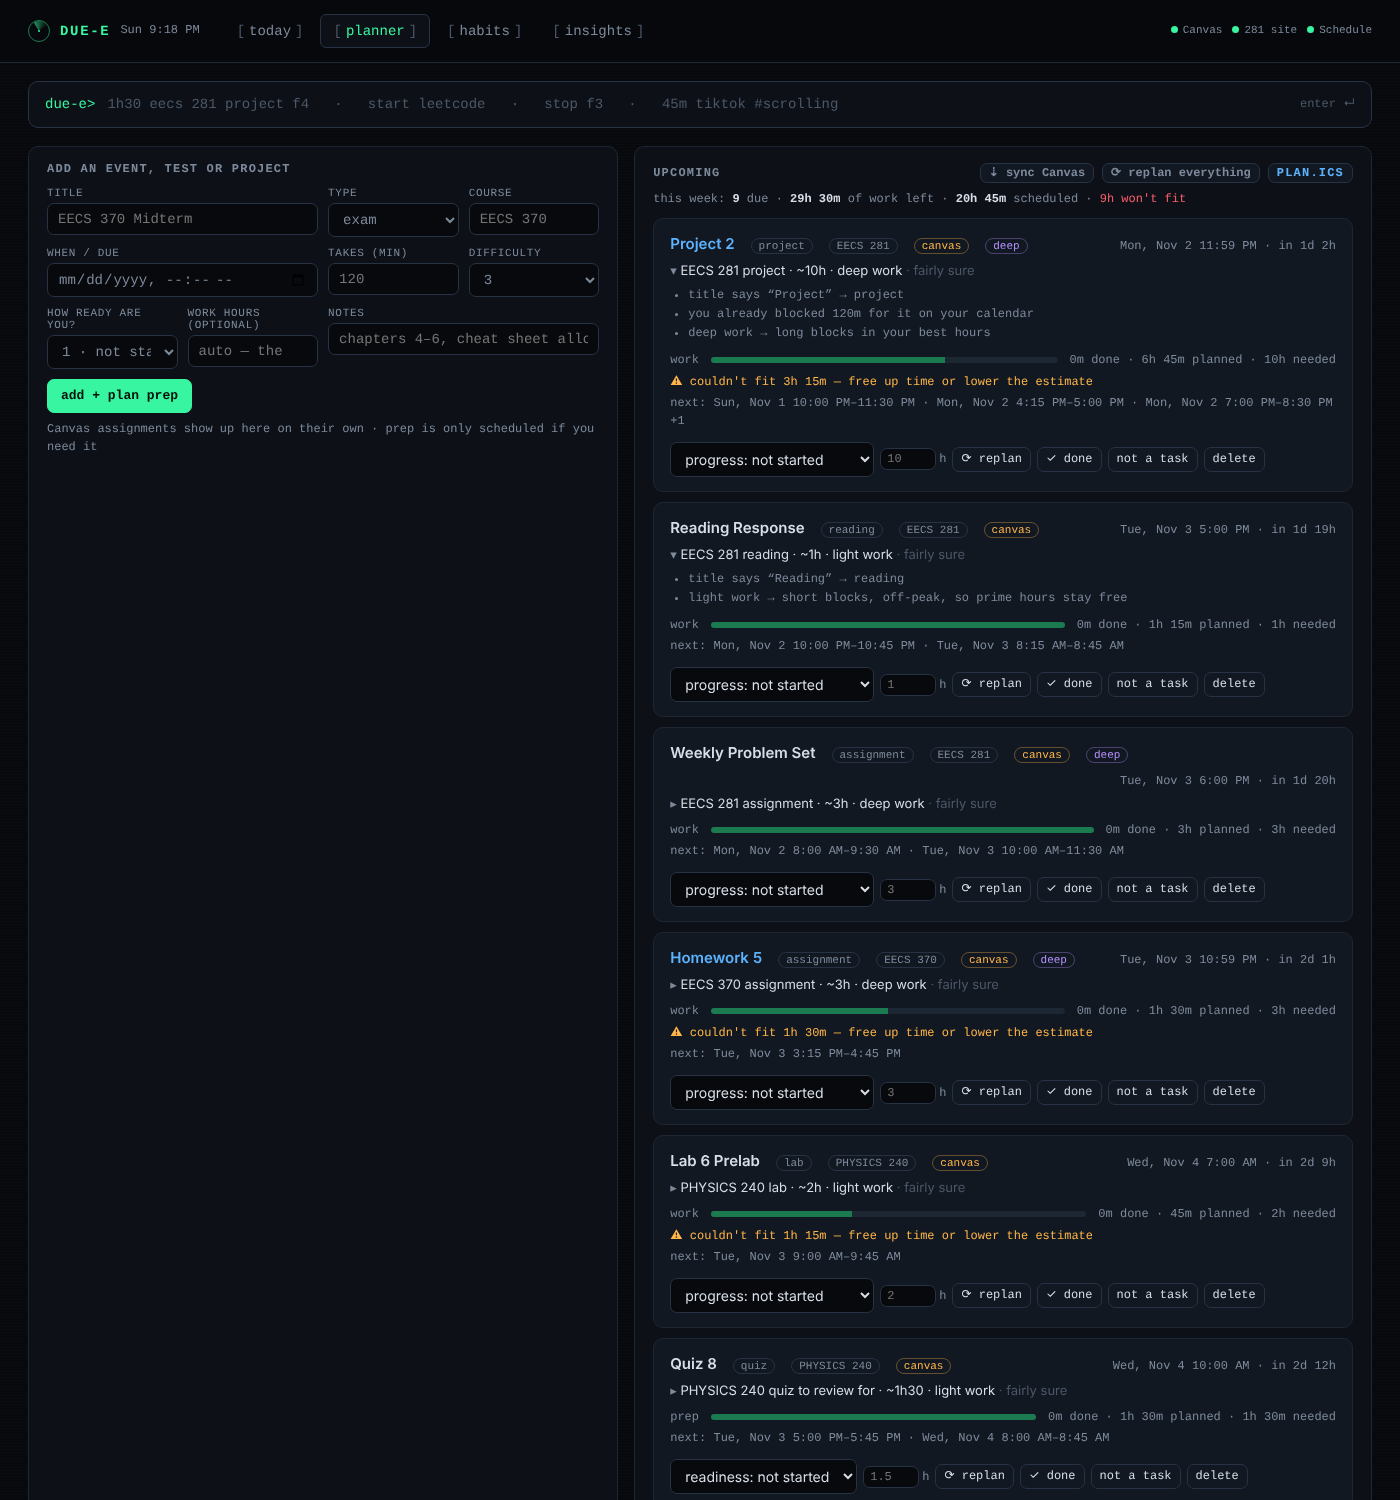 DUE-E Sun 9:18 PM [ today ] [ planner ] [ habits ] [ insights ] Canvas 281 site Schedule
due-e> 1h30 eecs 281 project f4 · start leetcode · stop f3 · 45m tiktok #scrolling enter ↵
ADD AN EVENT, TEST OR PROJECT
TITLE TYPE COURSE
EECS 370 Midterm exam EECS 370
WHEN / DUE TAKES (MIN) DIFFICULTY
mm/dd/yyyy, --:-- -- 120 3
HOW READY ARE YOU? WORK HOURS (OPTIONAL) NOTES
1 · not sta auto — the chapters 4–6, cheat sheet allo
add + plan prep
Canvas assignments show up here on their own · prep is only scheduled if you
need it
UPCOMING ↓ sync Canvas ⟳ replan everything PLAN.ICS
this week: 9 due · 29h 30m of work left · 20h 45m scheduled · 9h won't fit
Project 2 project EECS 281 canvas deep Mon, Nov 2 11:59 PM · in 1d 2h
▾ EECS 281 project · ~10h · deep work · fairly sure
• title says “Project” → project
• you already blocked 120m for it on your calendar
• deep work → long blocks in your best hours
work 0m done · 6h 45m planned · 10h needed
⚠ couldn't fit 3h 15m — free up time or lower the estimate
next: Sun, Nov 1 10:00 PM–11:30 PM · Mon, Nov 2 4:15 PM–5:00 PM · Mon, Nov 2 7:00 PM–8:30 PM
+1
progress: not started 10 h ⟳ replan ✓ done not a task delete
Reading Response reading EECS 281 canvas Tue, Nov 3 5:00 PM · in 1d 19h
▾ EECS 281 reading · ~1h · light work · fairly sure
• title says “Reading” → reading
• light work → short blocks, off-peak, so prime hours stay free
work 0m done · 1h 15m planned · 1h needed
next: Mon, Nov 2 10:00 PM–10:45 PM · Tue, Nov 3 8:15 AM–8:45 AM
progress: not started 1 h ⟳ replan ✓ done not a task delete
Weekly Problem Set assignment EECS 281 canvas deep
Tue, Nov 3 6:00 PM · in 1d 20h
▸ EECS 281 assignment · ~3h · deep work · fairly sure
work 0m done · 3h planned · 3h needed
next: Mon, Nov 2 8:00 AM–9:30 AM · Tue, Nov 3 10:00 AM–11:30 AM
progress: not started 3 h ⟳ replan ✓ done not a task delete
Homework 5 assignment EECS 370 canvas deep Tue, Nov 3 10:59 PM · in 2d 1h
▸ EECS 370 assignment · ~3h · deep work · fairly sure
work 0m done · 1h 30m planned · 3h needed
⚠ couldn't fit 1h 30m — free up time or lower the estimate
next: Tue, Nov 3 3:15 PM–4:45 PM
progress: not started 3 h ⟳ replan ✓ done not a task delete
Lab 6 Prelab lab PHYSICS 240 canvas Wed, Nov 4 7:00 AM · in 2d 9h
▸ PHYSICS 240 lab · ~2h · light work · fairly sure
work 0m done · 45m planned · 2h needed
⚠ couldn't fit 1h 15m — free up time or lower the estimate
next: Tue, Nov 3 9:00 AM–9:45 AM
progress: not started 2 h ⟳ replan ✓ done not a task delete
Quiz 8 quiz PHYSICS 240 canvas Wed, Nov 4 10:00 AM · in 2d 12h
▸ PHYSICS 240 quiz to review for · ~1h30 · light work · fairly sure
prep 0m done · 1h 30m planned · 1h 30m needed
next: Tue, Nov 3 5:00 PM–5:45 PM · Wed, Nov 4 8:00 AM–8:45 AM
readiness: not started 1.5 h ⟳ replan ✓ done not a task delete